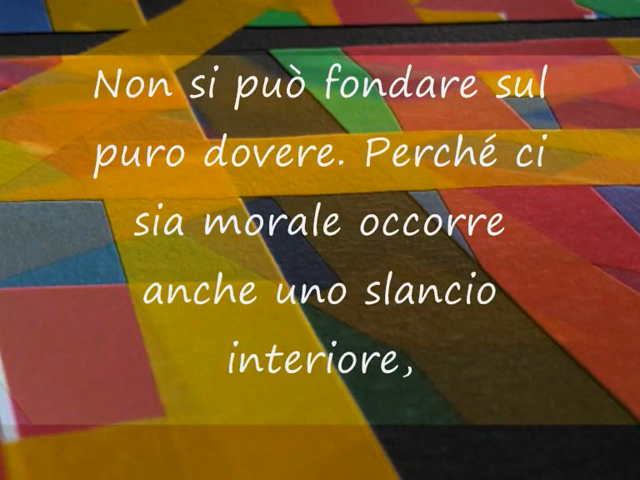 Non si può fondare sul
puro dovere. Perché ci
sia morale occorre
anche uno slancio
interiore,